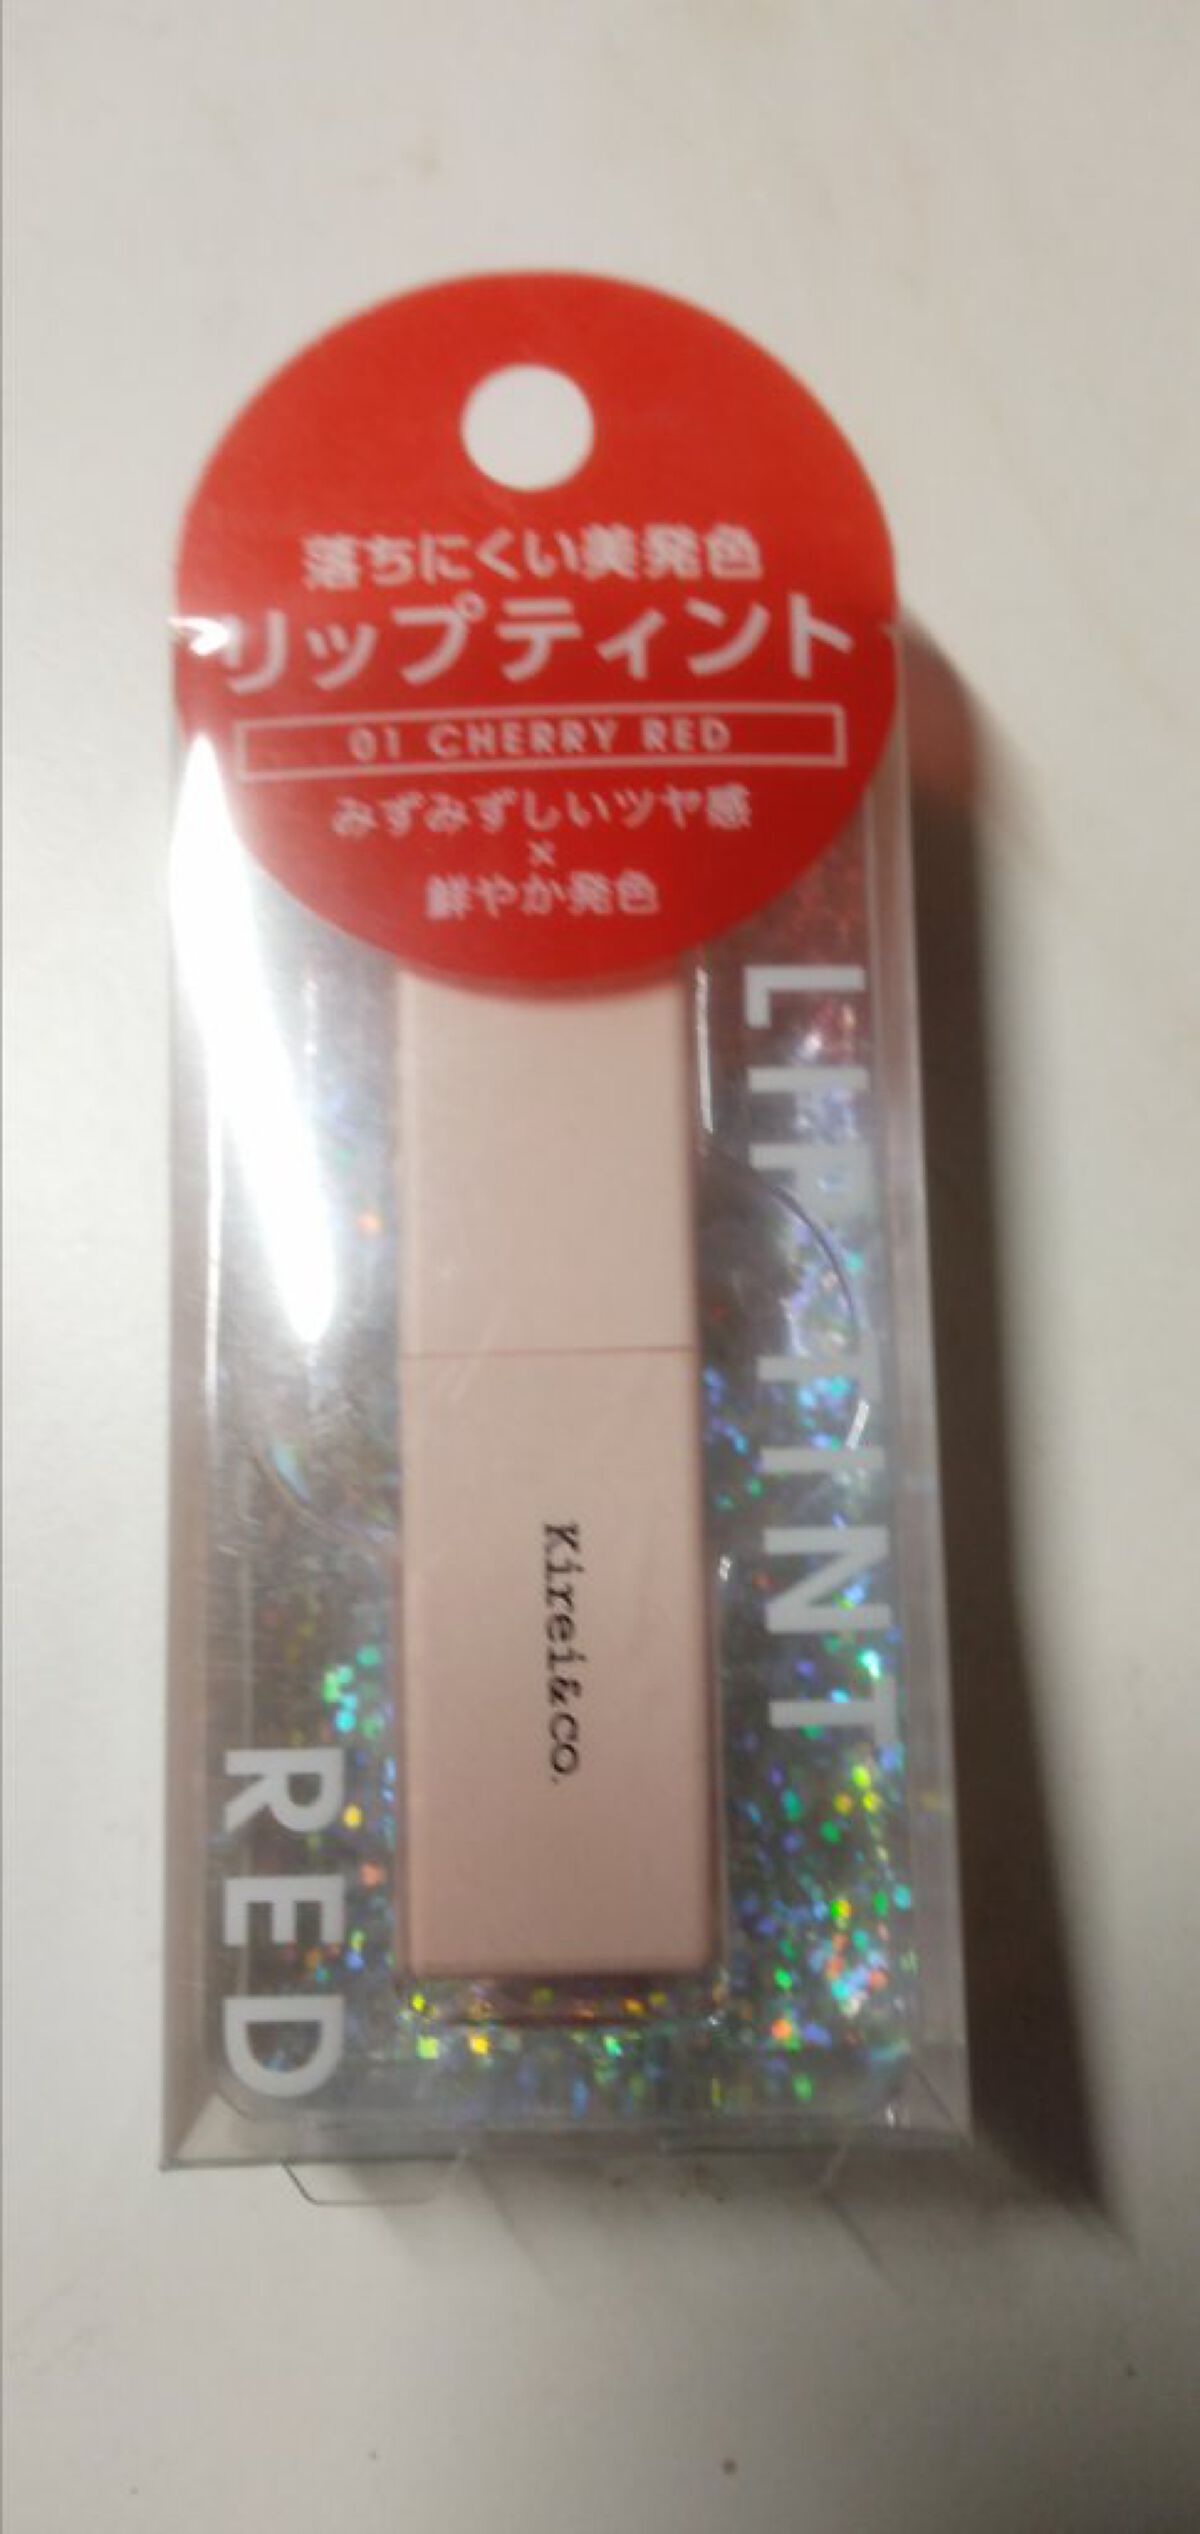 落ちにくい美発色
リップティント
01 CHERRY RED
みずみずしいツヤ感
×
鮮やか発色
LIP TINT
Kirei&co.
RED